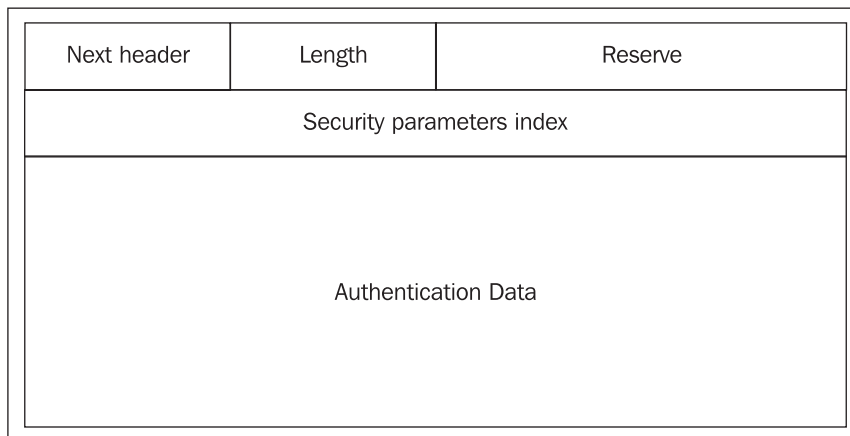 Next header Length Reserve
Security parameters index
Authentication Data